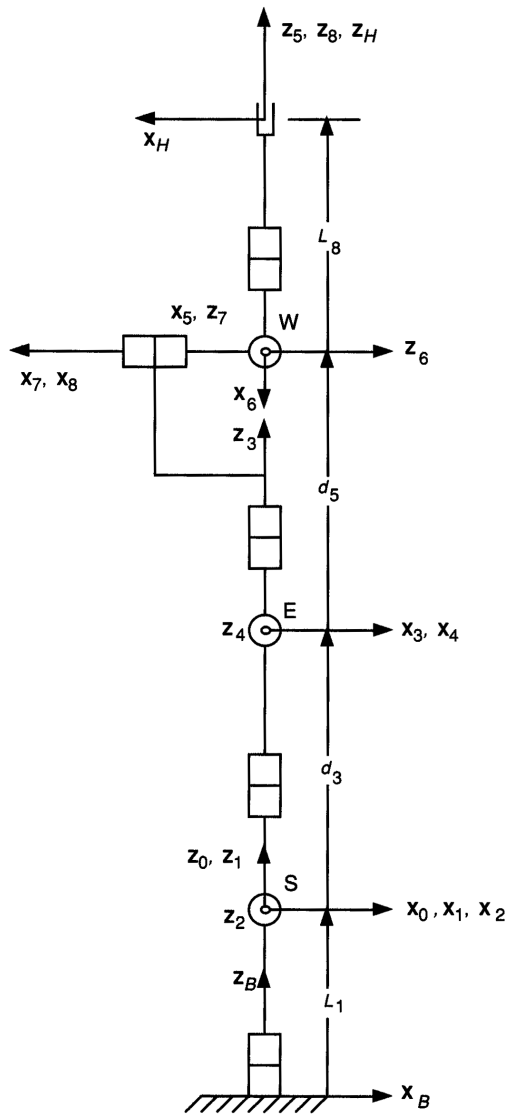 z5, z8, zH
xH
L8
x5, z7
W
z6
x7, x8
x6
z3
d5
E
z4
x3, x4
d3
z0, z1
S
z2
x0, x1, x2
zB
L1
xB